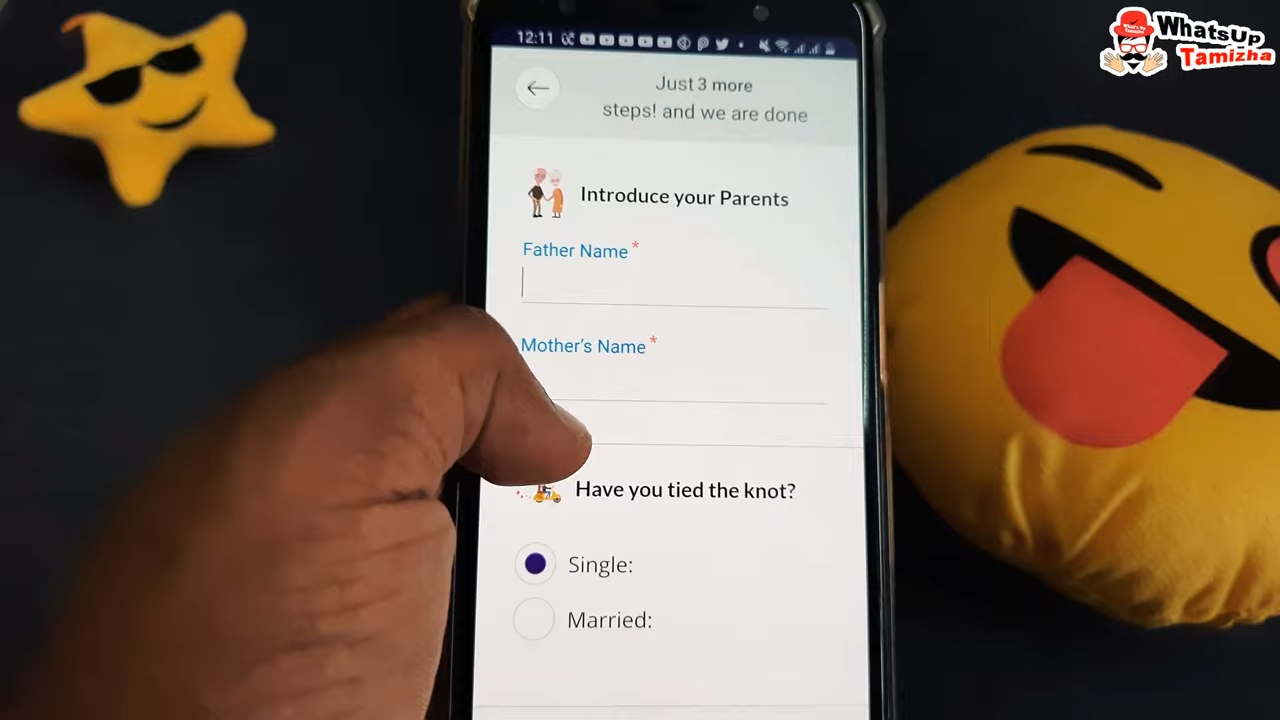 12:11
Just 3 more
steps! and we are done
Introduce your Parents
Father Name *
Mother's Name *
Have you tied the knot?
Single:
Married:
WhatsUp
Tamizha